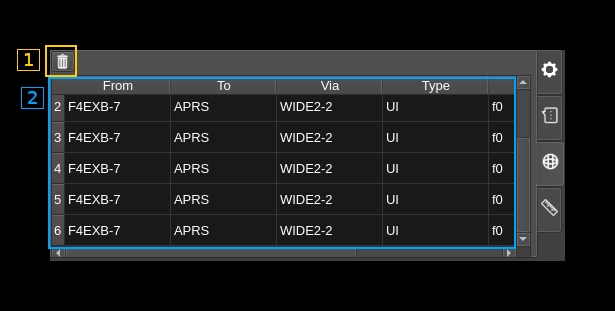 1
2
From To Via Type
2 F4EXB-7 APRS WIDE2-2 UI f0
3 F4EXB-7 APRS WIDE2-2 UI f0
4 F4EXB-7 APRS WIDE2-2 UI f0
5 F4EXB-7 APRS WIDE2-2 UI f0
6 F4EXB-7 APRS WIDE2-2 UI f0